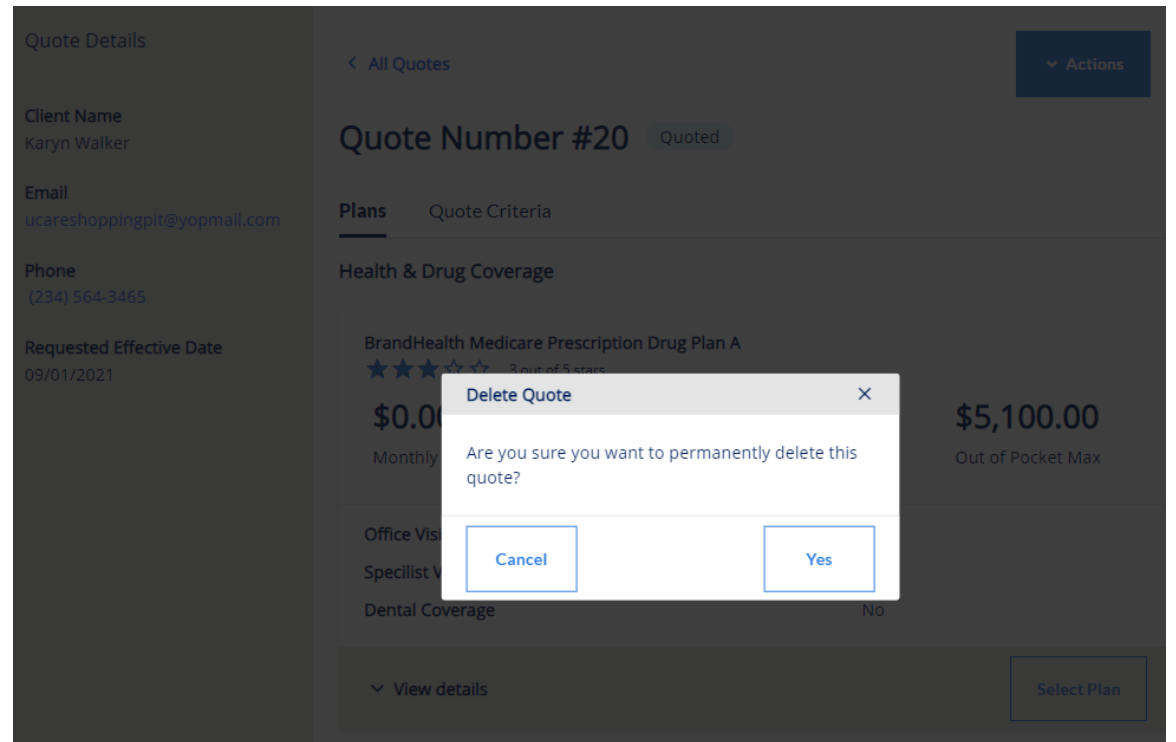 Quote Details
Client Name
Karyn Walker
Email
ucareshoppingpit@yopmail.com
Phone
(234) 564-3465
Requested Effective Date
09/01/2021
All Quotes
Actions
Quote Number #20 Quoted
Plans Quote Criteria
Health & Drug Coverage
BrandHealth Medicare Prescription Drug Plan A
3 out of 5 stars
$0.00
Monthly
$5,100.00
Out of Pocket Max
Delete Quote
Are you sure you want to permanently delete this
quote?
Cancel Yes
Office Visi
Specilist V
Dental Coverage No
View details
Select Plan